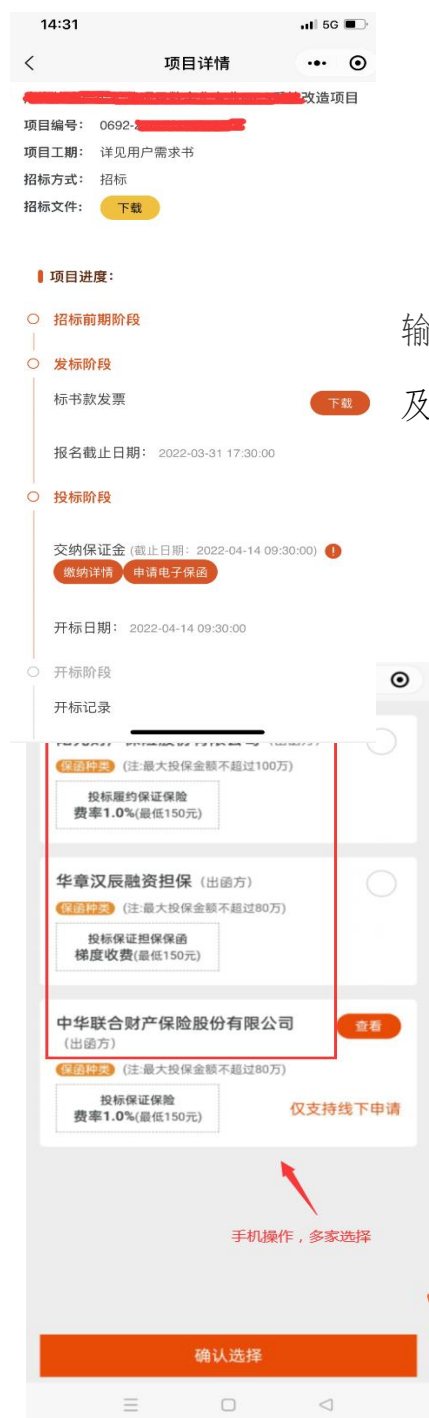 14:31
5G
项目详情
改造项目
项目编号： 0692-
项目工期： 详见用户需求书
招标方式： 招标
招标文件： 下载
项目进度：
招标前期阶段
发标阶段
标书款发票 下载
报名截止日期： 2022-03-31 17:30:00
投标阶段
交纳保证金 (截止日期： 2022-04-14 09:30:00) !
缴纳详情 申请电子保函
开标日期： 2022-04-14 09:30:00
开标阶段
开标记录
输
及
保函种类 (注:最大投保金额不超过100万)
投标履约保证保险
费率1.0%(最低150元)
华章汉辰融资担保（出函方）
保函种类 (注:最大投保金额不超过80万)
投标保证担保保函
梯度收费(最低150元)
中华联合财产保险股份有限公司 查看
（出函方）
保函种类 (注:最大投保金额不超过80万)
投标保证保险
费率1.0%(最低150元)
仅支持线下申请
手机操作，多家选择
确认选择